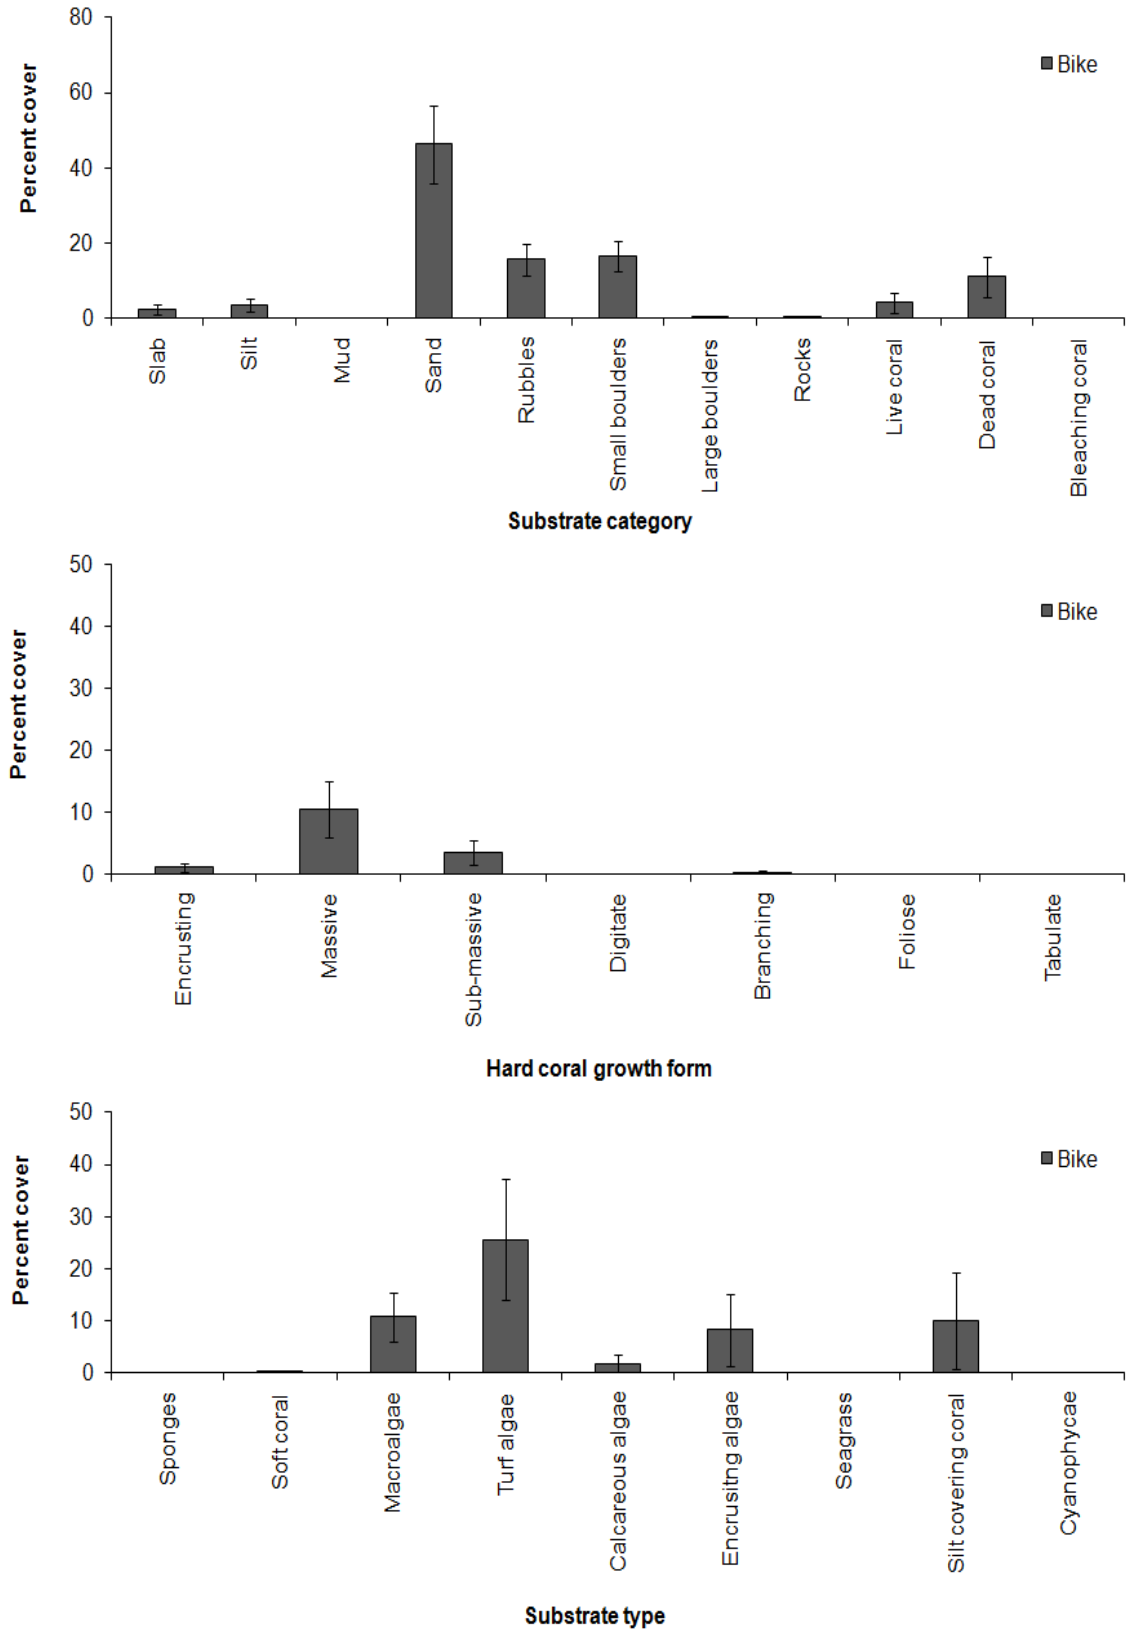 80
60
40
20
0
Percent cover
Bike
Slab
Silt
Mud
Sand
Rubbles
Small boulders
Large boulders
Rocks
Live coral
Dead coral
Bleaching coral
Substrate category
50
40
30
20
10
0
Percent cover
Bike
Encrusting
Massive
Sub-massive
Digitate
Branching
Foliose
Tabulate
Hard coral growth form
50
40
30
20
10
0
Percent cover
Bike
Sponges
Soft coral
Macroalgae
Turf algae
Calcareous algae
Encrusitng algae
Seagrass
Silt covering coral
Cyanophycae
Substrate type